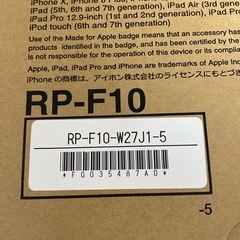 iPhone X, iPhone 8 Plus, i
iPad (5th, 6th and 7th generation), iPad Air (3rd gene
iPad Pro 12.9-inch (1st and 2nd generation), iPad
iPod touch (6th and 7th generation)
Use of the Made for Apple badge means that an accessory has
product(s) identified in the badge, and has been certified by the
is not responsible for the operation of this device or its compliance
Apple, iPad, iPad Pro and iPhone are trademarks of Apple Inc.,
iPhone の商標は、アイホン株式会社のライセンスにもとづき
RP-F10
RP-F10-W27J1-5
*FG035487A0*
-5